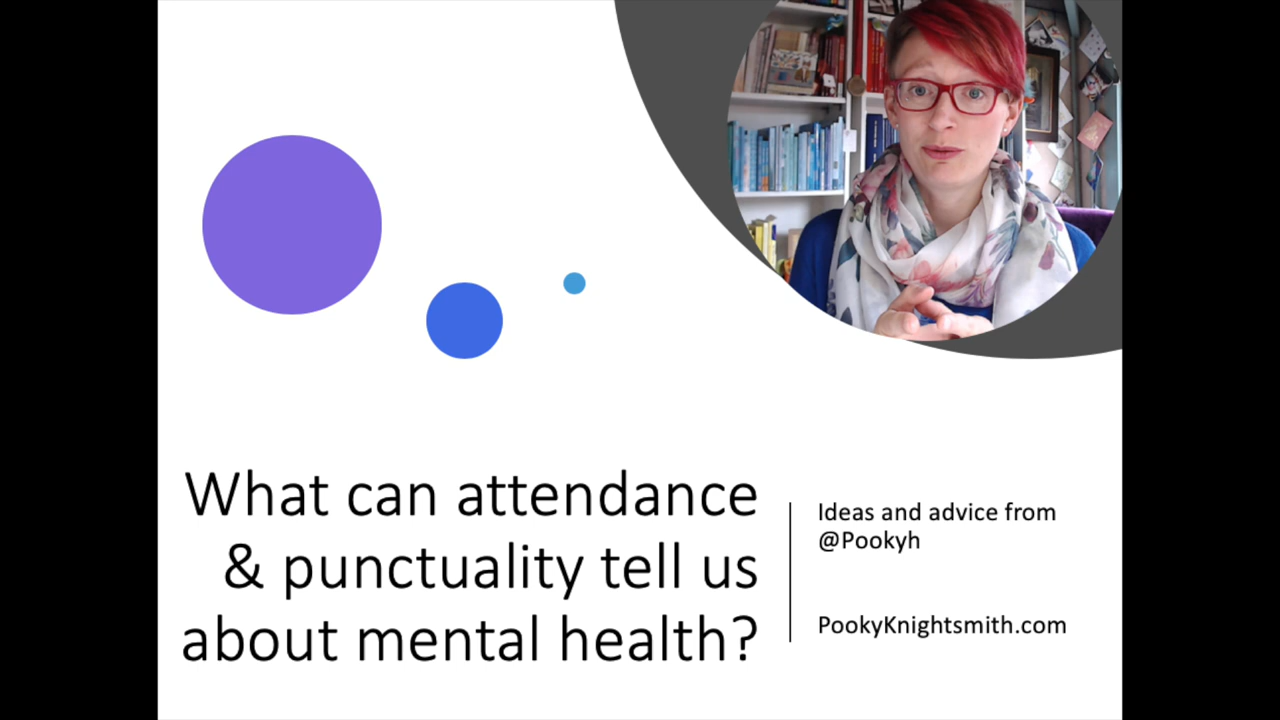 What can attendance
& punctuality tell us
about mental health?
Ideas and advice from
@Pookyh
PookyKnightsmith.com